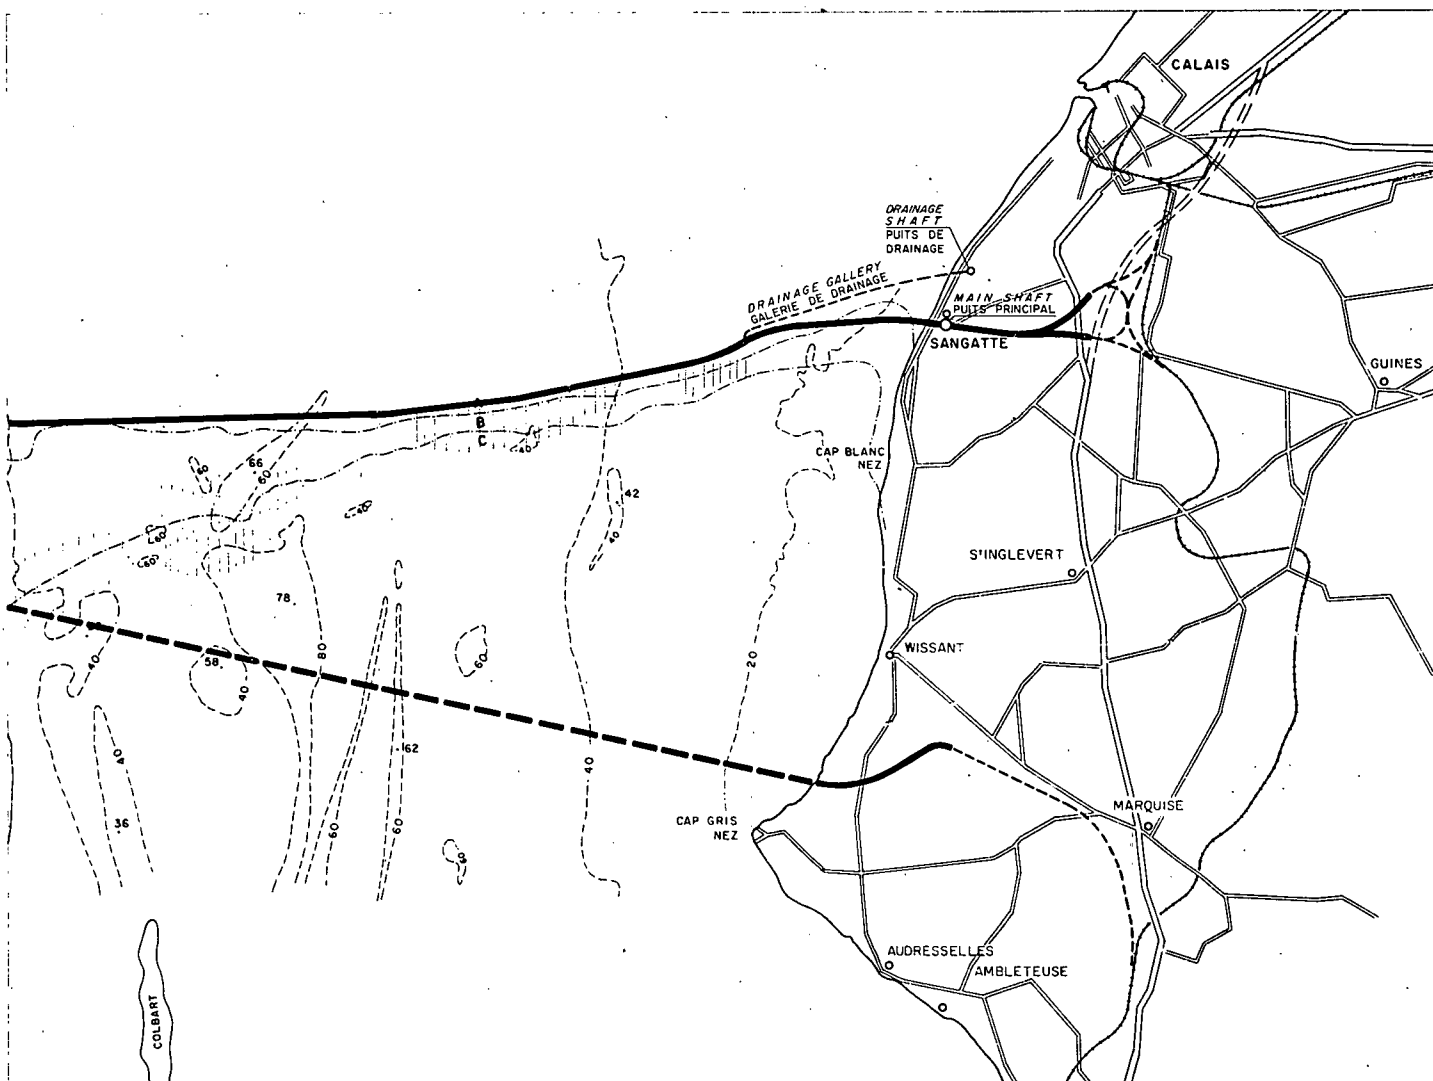 CALAIS
DRAINAGE
SHAFT
PUITS DE
DRAINAGE
DRAINAGE GALLERY
GALERIE DE DRAINAGE
MAIN SHAFT
PUITS PRINCIPAL
SANGATTE
GUINES
A
B
C
40
CAP BLANC
NEZ
66
60
60
42
40
40
60
60
STINGLEVERT
78
80
40
58
40
60
20
WISSANT
62
40
40
36
60
60
60
CAP GRIS
NEZ
MARQUISE
AUDRESSELLES
AMBLETEUSE
COLBART